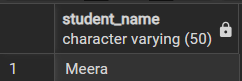 student_name
character varying (50)
1 Meera